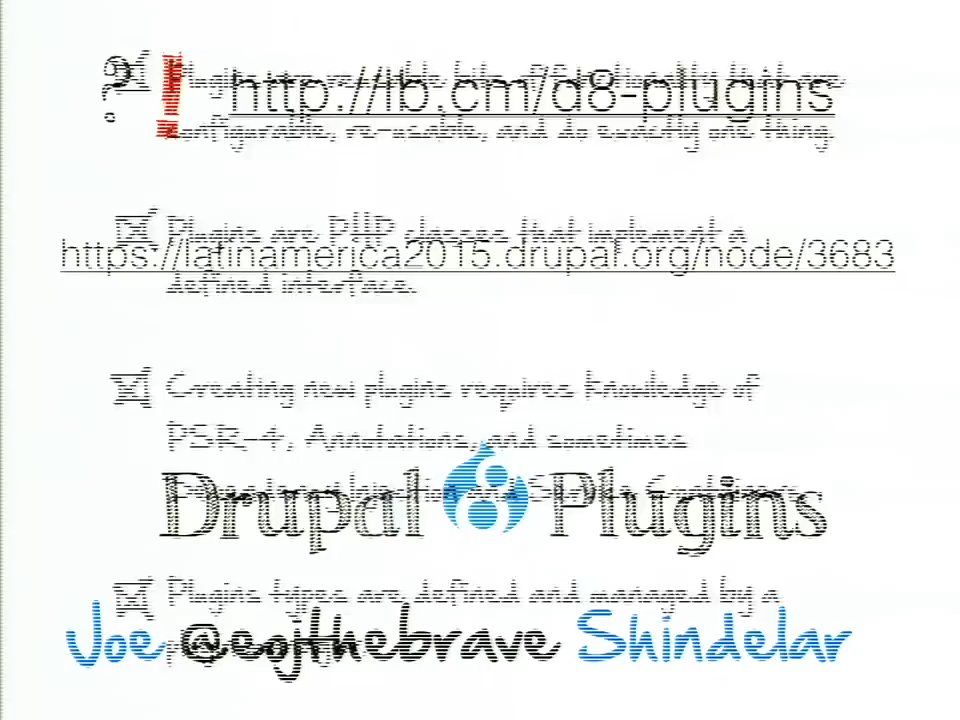 ? ! http://lb.cm/d8-plugins
configurable, re-usable, and do exactly one thing.
Plugins are PHP classes that implement a
https://latinamerica2015.drupal.org/node/3683
defined interface.
Creating new plugins requires knowledge of
PSR-4, Annotations, and sometimes
Drupal 8 Plugins
Plugins types are defined and managed by a
Joe @eojthebrave Shindelar